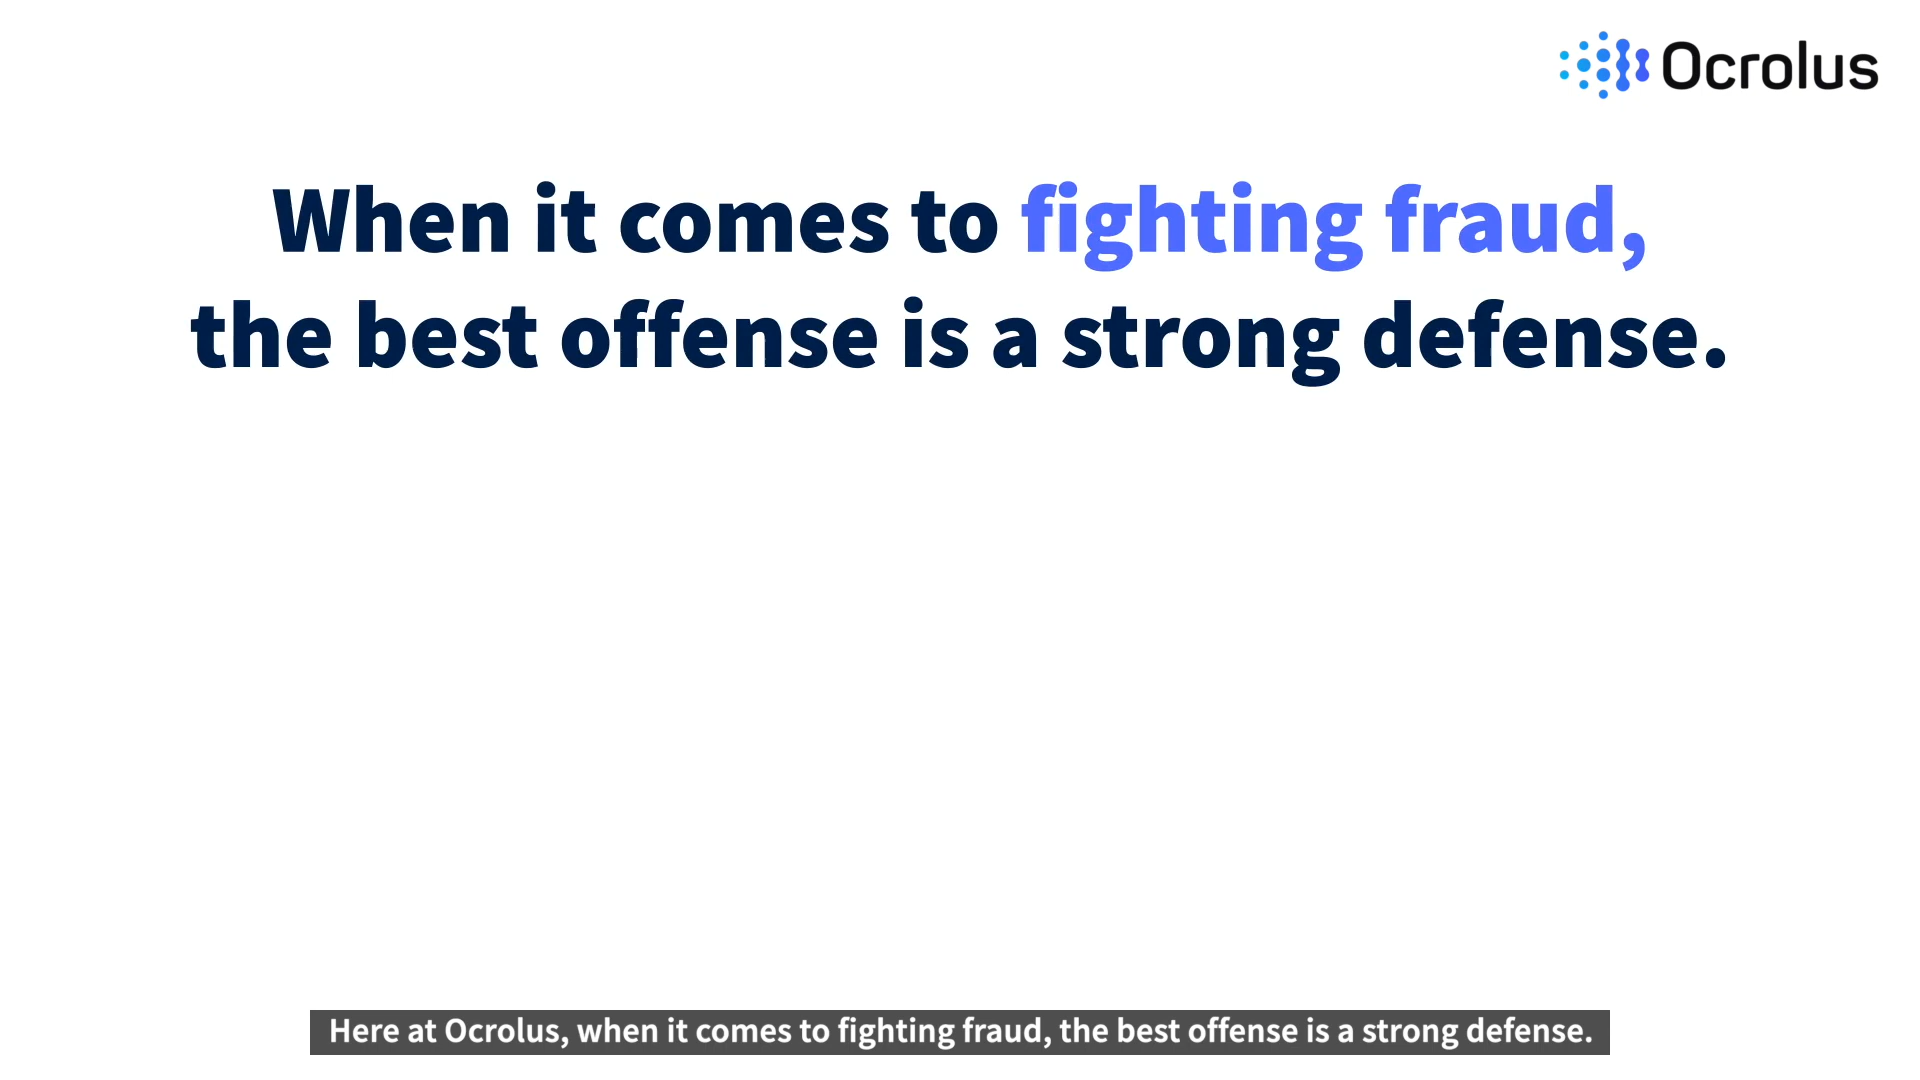 Ocrolus
When it comes to fighting fraud,
the best offense is a strong defense.
Here at Ocrolus, when it comes to fighting fraud, the best offense is a strong defense.